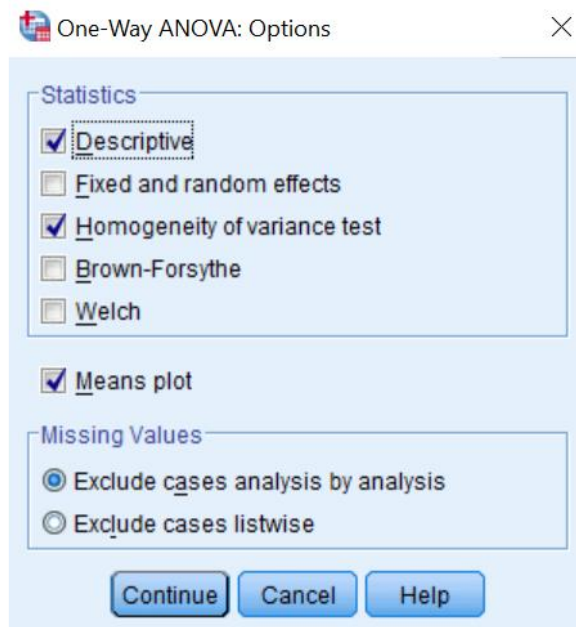 One-Way ANOVA: Options
Statistics
Descriptive
Fixed and random effects
Homogeneity of variance test
Brown-Forsythe
Welch
Means plot
Missing Values
Exclude cases analysis by analysis
Exclude cases listwise
Continue Cancel Help